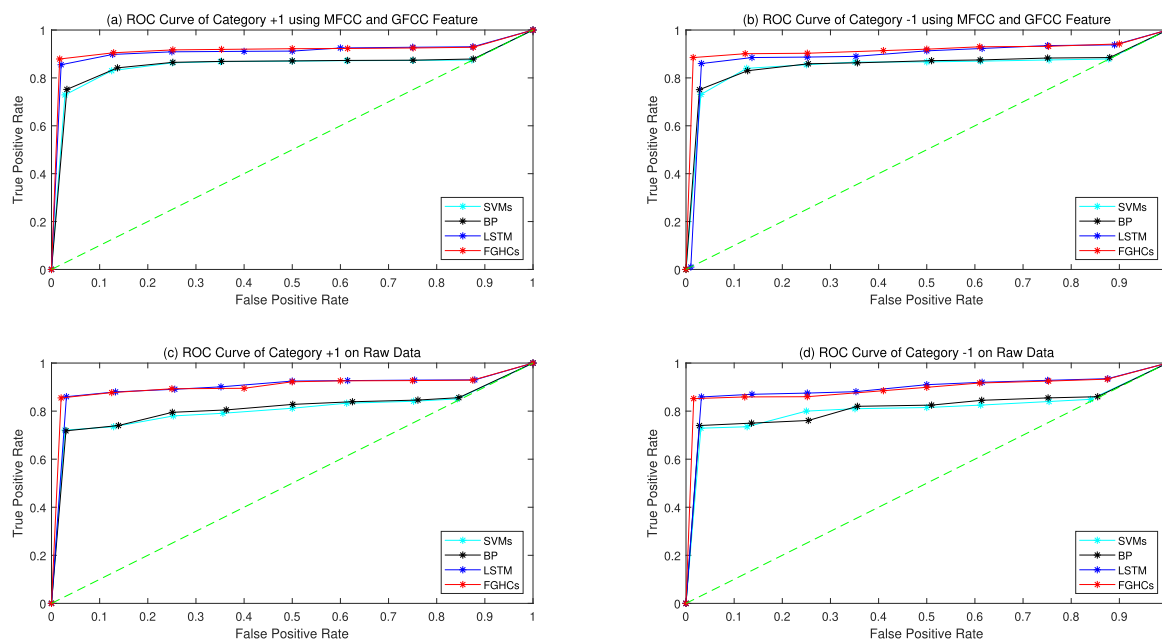 (a) ROC Curve of Category +1 using MFCC and GFCC Feature
1
0.8
0.6
0.4
0.2
0
True Positive Rate
0 0.1 0.2 0.3 0.4 0.5 0.6 0.7 0.8 0.9 1
False Positive Rate
SVMs
BP
LSTM
FGHCs
(b) ROC Curve of Category -1 using MFCC and GFCC Feature
1
0.8
0.6
0.4
0.2
0
True Positive Rate
0 0.1 0.2 0.3 0.4 0.5 0.6 0.7 0.8 0.9
False Positive Rate
SVMs
BP
LSTM
FGHCs
(c) ROC Curve of Category +1 on Raw Data
1
0.8
0.6
0.4
0.2
0
True Positive Rate
0 0.1 0.2 0.3 0.4 0.5 0.6 0.7 0.8 0.9 1
False Positive Rate
SVMs
BP
LSTM
FGHCs
(d) ROC Curve of Category -1 on Raw Data
1
0.8
0.6
0.4
0.2
0
True Positive Rate
0 0.1 0.2 0.3 0.4 0.5 0.6 0.7 0.8 0.9
False Positive Rate
SVMs
BP
LSTM
FGHCs